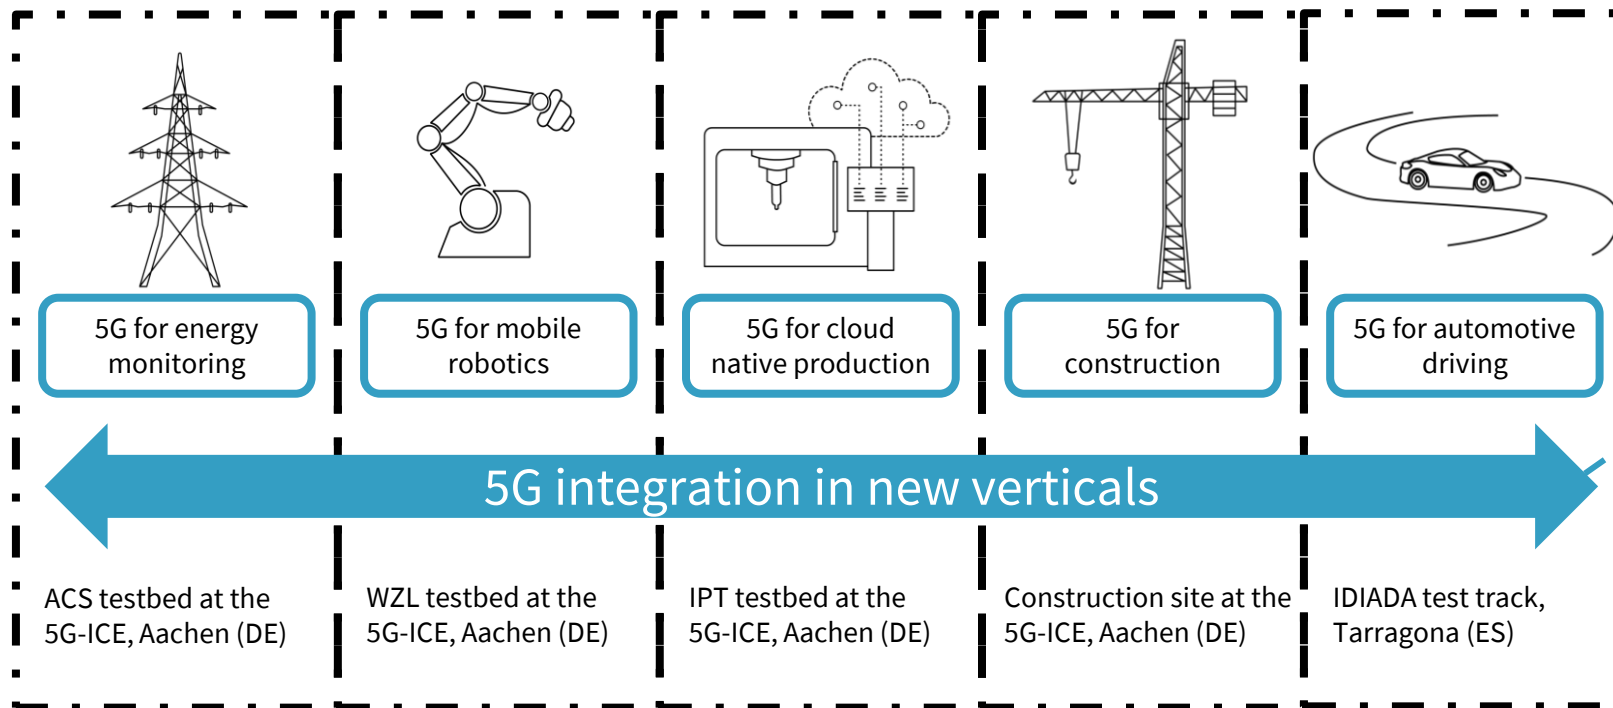 5G for energy
monitoring
5G for mobile
robotics
5G for cloud
native production
5G for
construction
5G for automotive
driving
5G integration in new verticals
ACS testbed at the
5G-ICE, Aachen (DE)
WZL testbed at the
5G-ICE, Aachen (DE)
IPT testbed at the
5G-ICE, Aachen (DE)
Construction site at the
5G-ICE, Aachen (DE)
IDIADA test track,
Tarragona (ES)